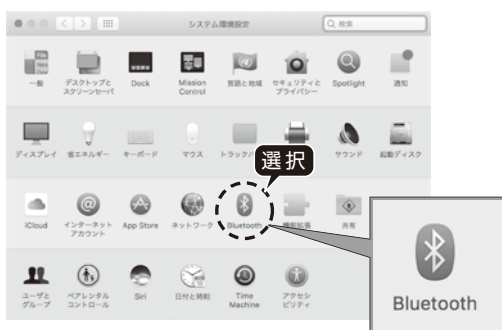 システム環境設定
検索
一般
デスクトップと
スクリーンセーバ
Dock
Mission
Control
言語と地域
セキュリティと
プライバシー
Spotlight
通知
ディスプレイ
省エネルギー
キーボード
マウス
トラックパ
サウンド
起動ディスク
選択
iCloud
インターネット
アカウント
App Store
ネットワーク
Bluetooth
機能拡張
共有
ユーザと
グループ
ペアレンタル
コントロール
Siri
日付と時刻
Time
Machine
アクセシ
ビリティ
Bluetooth